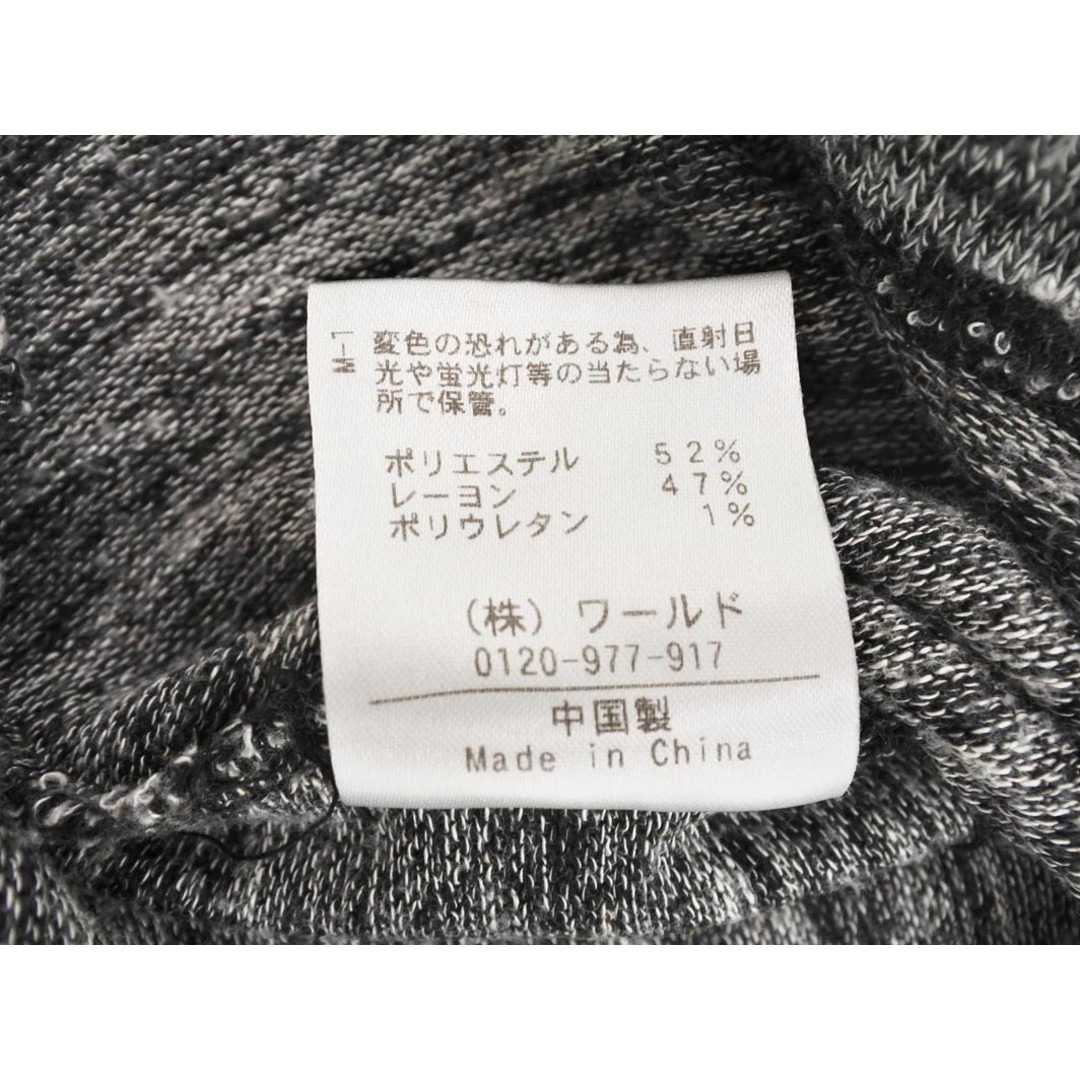 変色の恐れがある為、直射日
光や蛍光灯等の当たらない場
所で保管。
ポリエステル 52%
レーヨン 47%
ポリウレタン 1%
(株) ワールド
0120-977-917
中国製
Made in China